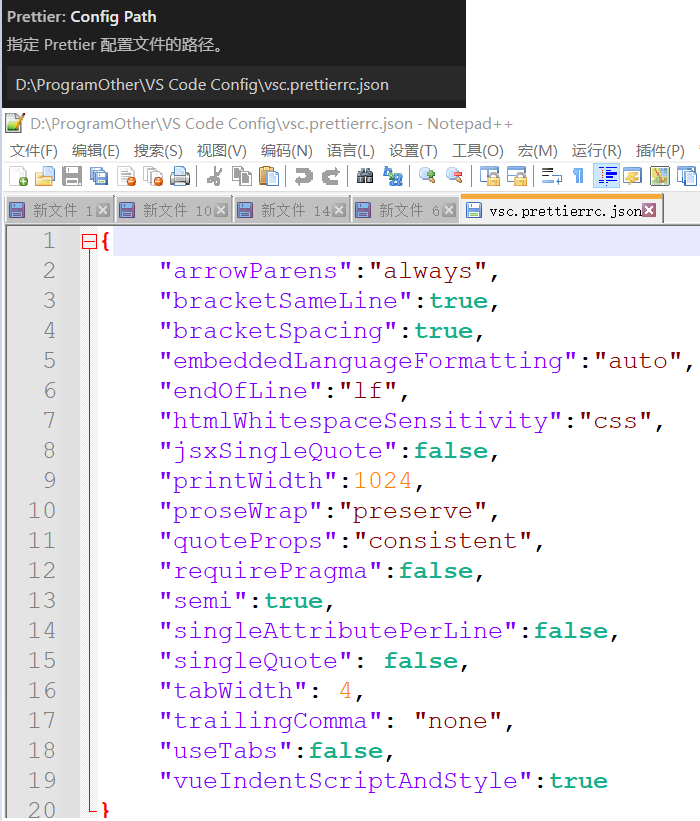 Prettier: Config Path
指定 Prettier 配置文件的路径。
D:\ProgramOther\VS Code Config\vsc.prettierrc.json
D:\ProgramOther\VS Code Config\vsc.prettierrc.json - Notepad++
文件(F) 编辑(E) 搜索(S) 视图(V) 编码(N) 语言(L) 设置(T) 工具(O) 宏(M) 运行(R) 插件(P)
新文件 1 新文件 10 新文件 14 新文件 6 vsc.prettierrc.json
1 {
2 "arrowParens":"always",
3 "bracketSameLine":true,
4 "bracketSpacing":true,
5 "embeddedLanguageFormatting":"auto",
6 "endOfLine":"lf",
7 "htmlWhitespaceSensitivity":"css",
8 "jsxSingleQuote":false,
9 "printWidth":1024,
10 "proseWrap":"preserve",
11 "quoteProps":"consistent",
12 "requirePragma":false,
13 "semi":true,
14 "singleAttributePerLine":false,
15 "singleQuote": false,
16 "tabWidth": 4,
17 "trailingComma": "none",
18 "useTabs":false,
19 "vueIndentScriptAndStyle":true
20 }